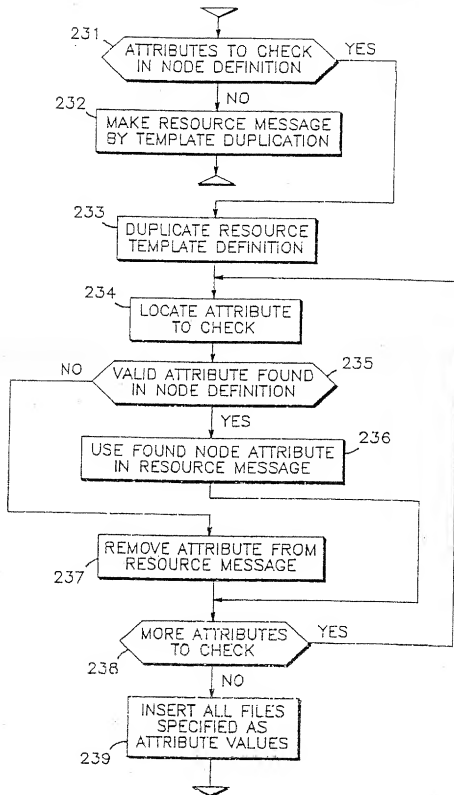 231
ATTRIBUTES TO CHECK
IN NODE DEFINITION
YES
NO
232
MAKE RESOURCE MESSAGE
BY TEMPLATE DUPLICATION
233
DUPLICATE RESOURCE
TEMPLATE DEFINITION
234
LOCATE ATTRIBUTE
TO CHECK
NO
VALID ATTRIBUTE FOUND
IN NODE DEFINITION
235
YES
USE FOUND NODE ATTRIBUTE
IN RESOURCE MESSAGE
236
REMOVE ATTRIBUTE FROM
RESOURCE MESSAGE
237
MORE ATTRIBUTES
TO CHECK
YES
238
NO
INSERT ALL FILES
SPECIFIED AS
ATTRIBUTE VALUES
239